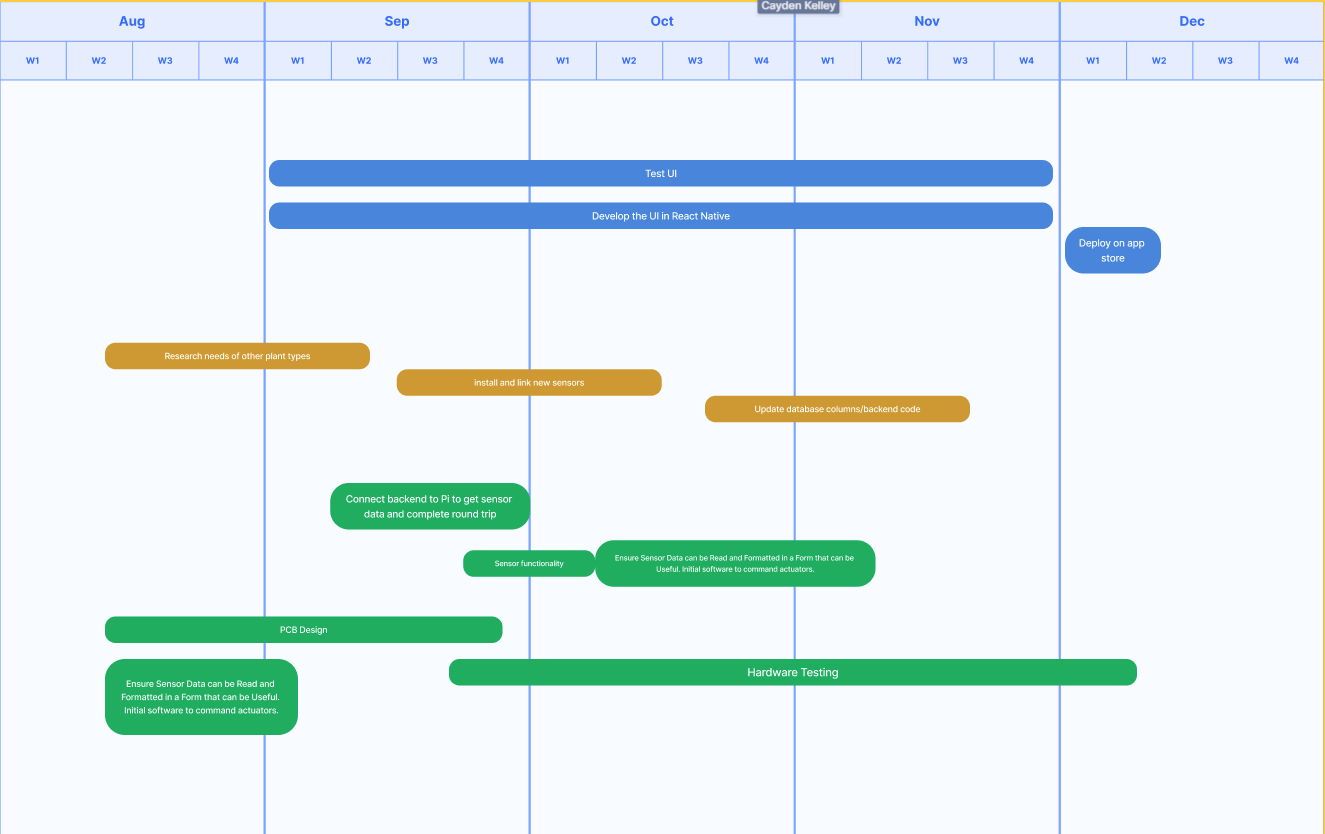 Cayden Kelley
Aug Sep Oct Nov Dec
W1 W2 W3 W4 W1 W2 W3 W4 W1 W2 W3 W4 W1 W2 W3 W4 W1 W2 W3 W4
Test UI
Develop the UI in React Native
Deploy on app
store
Research needs of other plant types
install and link new sensors
Update database columns/backend code
Connect backend to Pi to get sensor
data and complete round trip
Sensor functionality
Ensure Sensor Data can be Read and Formatted in a Form that can be
Useful. Initial software to command actuators.
PCB Design
Hardware Testing
Ensure Sensor Data can be Read and
Formatted in a Form that can be Useful.
Initial software to command actuators.